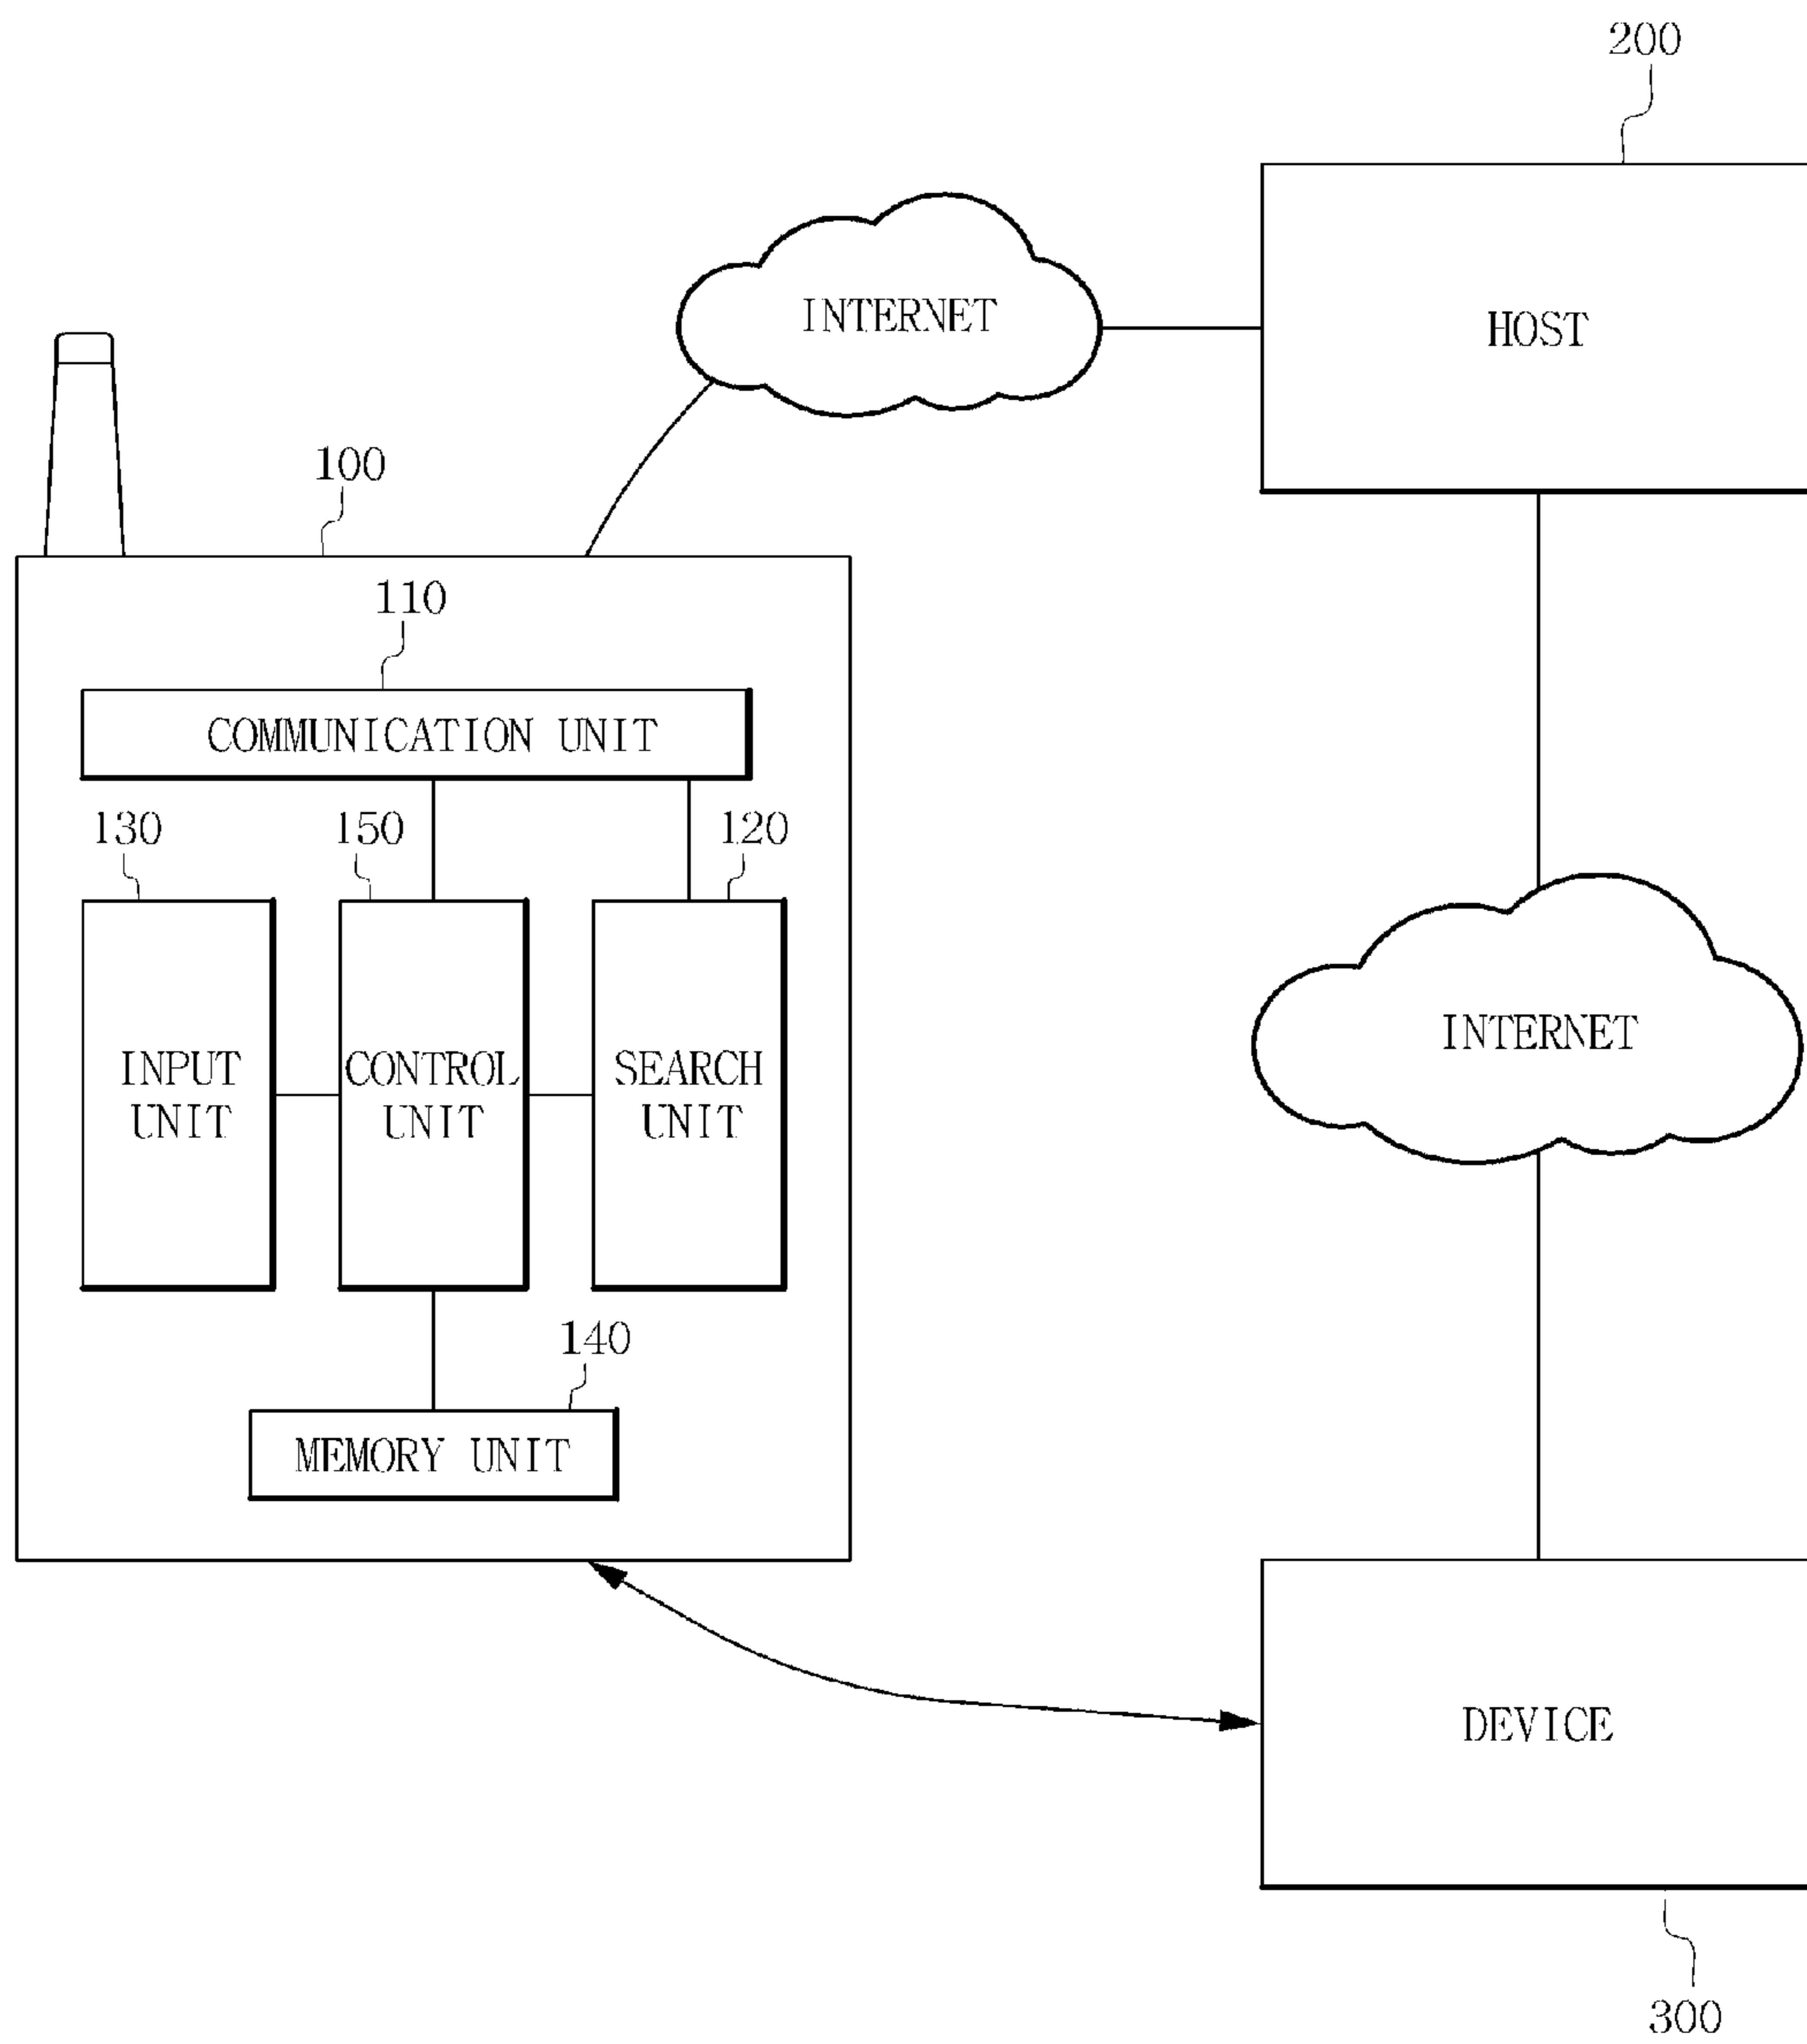 200
INTERNET
HOST
100
110
COMMUNICATION UNIT
130
150
120
INPUT
UNIT
CONTROL
UNIT
SEARCH
UNIT
INTERNET
140
MEMORY UNIT
DEVICE
300